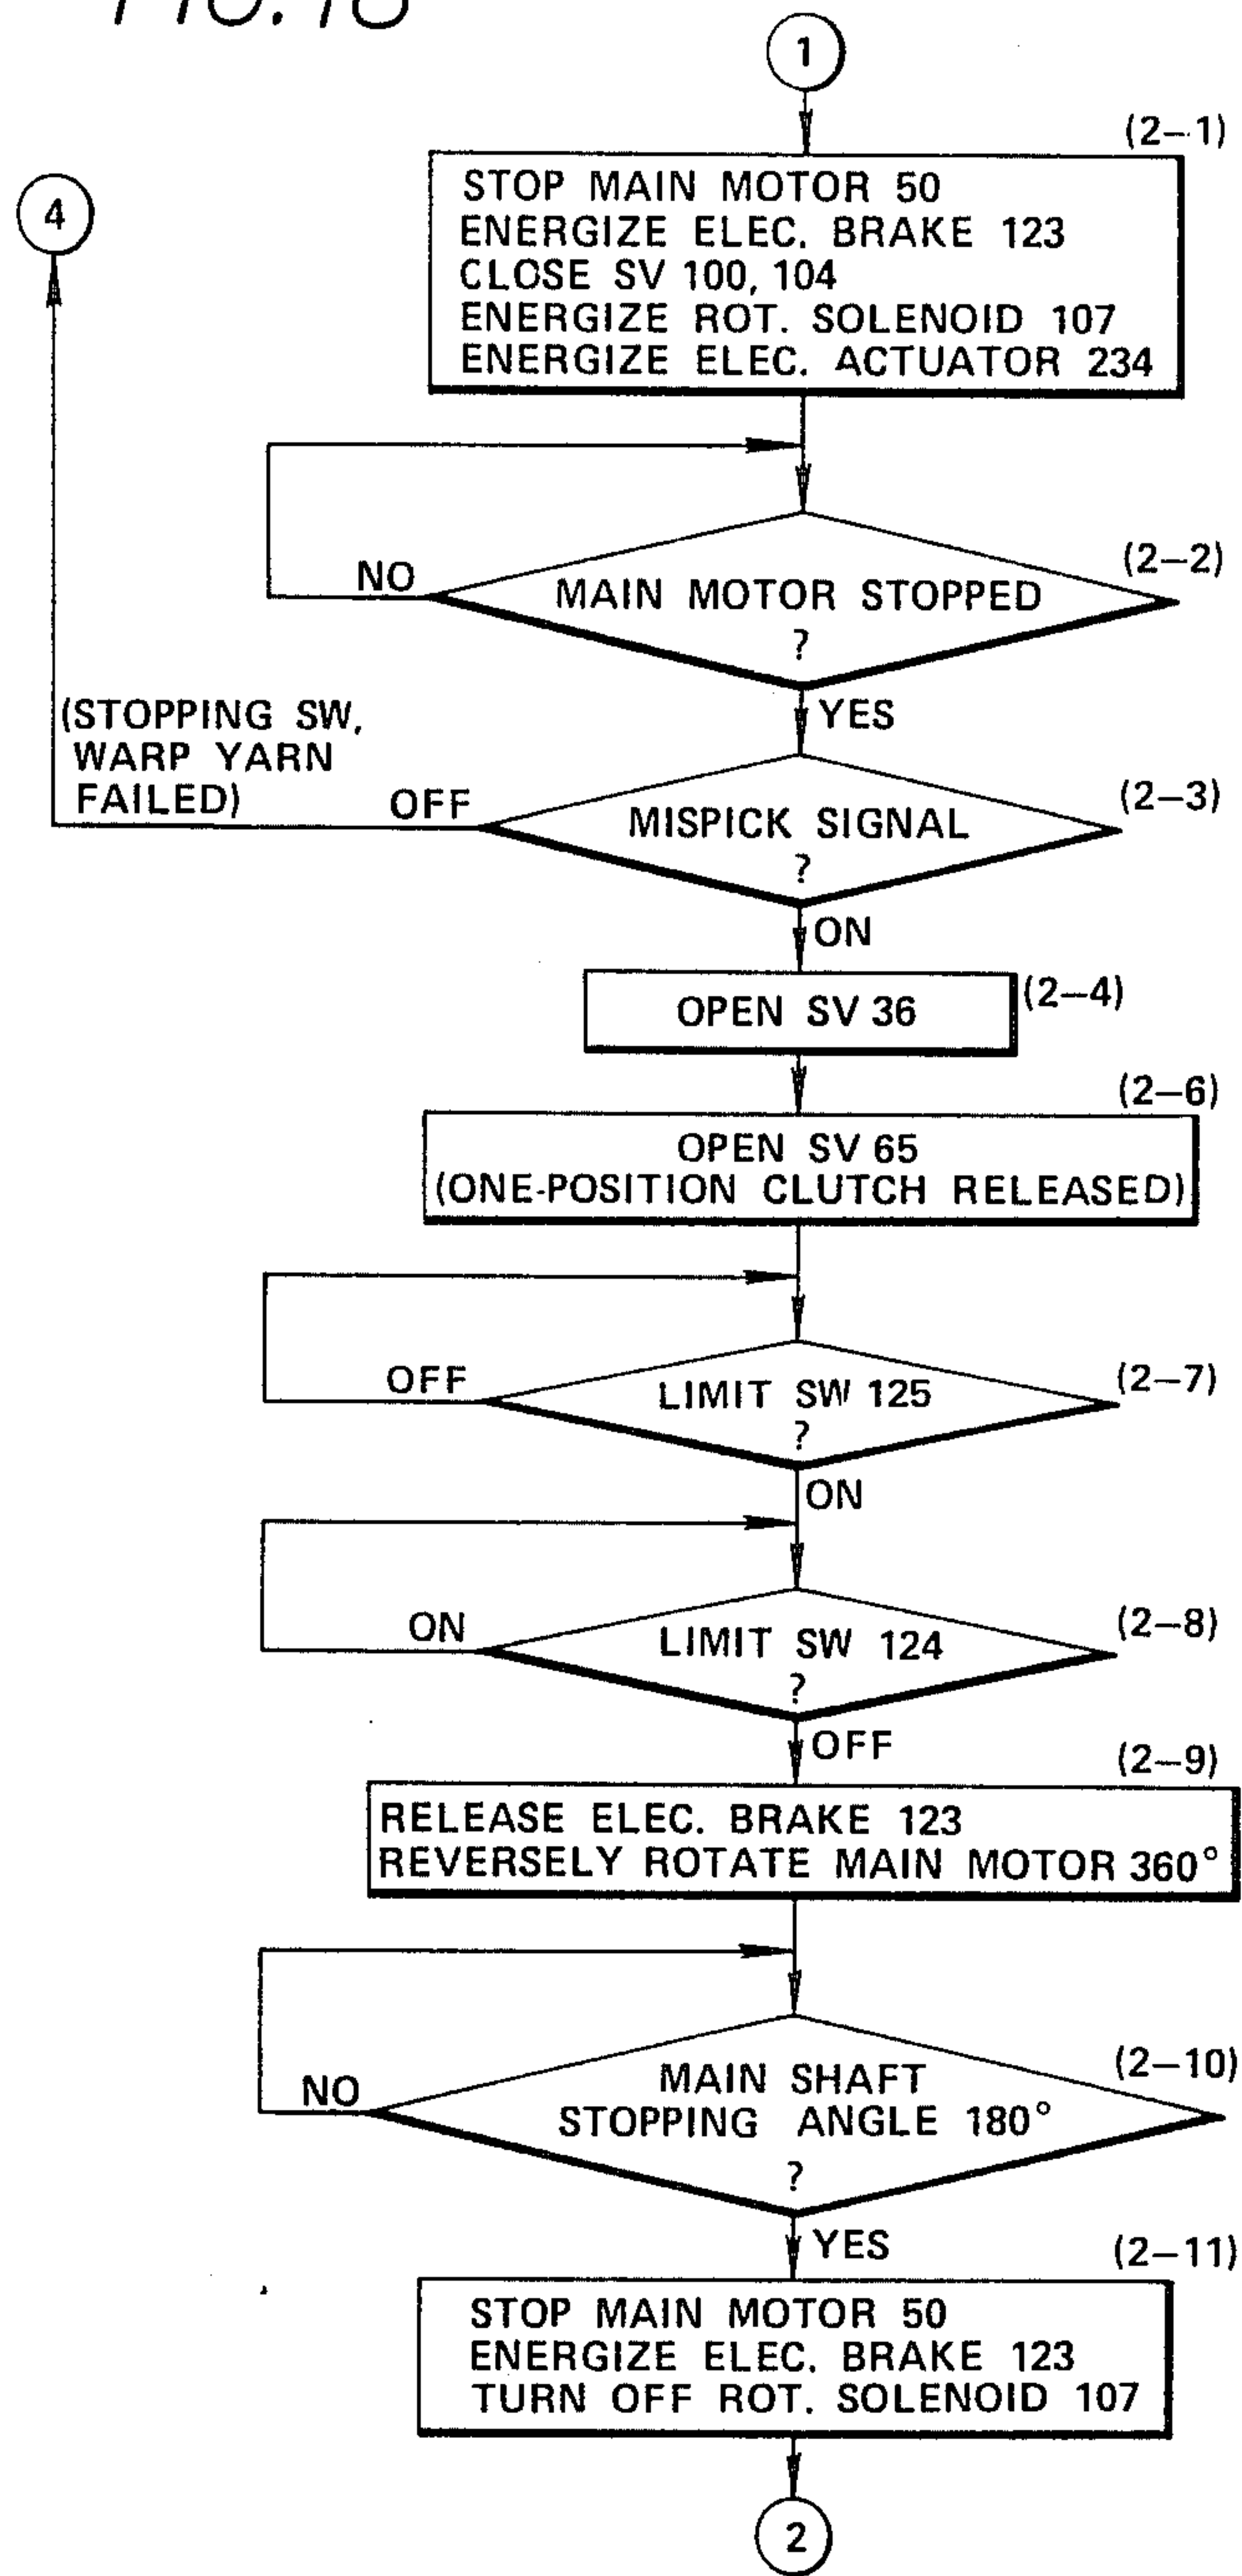 1
(2-1)
STOP MAIN MOTOR 50
ENERGIZE ELEC. BRAKE 123
CLOSE SV 100, 104
ENERGIZE ROT. SOLENOID 107
ENERGIZE ELEC. ACTUATOR 234
4
(2-2)
NO
MAIN MOTOR STOPPED
?
YES
(STOPPING SW,
WARP YARN
FAILED)
OFF
(2-3)
MISPICK SIGNAL
?
ON
(2-4)
OPEN SV 36
(2-6)
OPEN SV 65
(ONE-POSITION CLUTCH RELEASED)
(2-7)
OFF
LIMIT SW 125
?
ON
(2-8)
ON
LIMIT SW 124
?
OFF
(2-9)
RELEASE ELEC. BRAKE 123
REVERSELY ROTATE MAIN MOTOR 360°
(2-10)
NO
MAIN SHAFT
STOPPING ANGLE 180°
?
YES
(2-11)
STOP MAIN MOTOR 50
ENERGIZE ELEC. BRAKE 123
TURN OFF ROT. SOLENOID 107
2